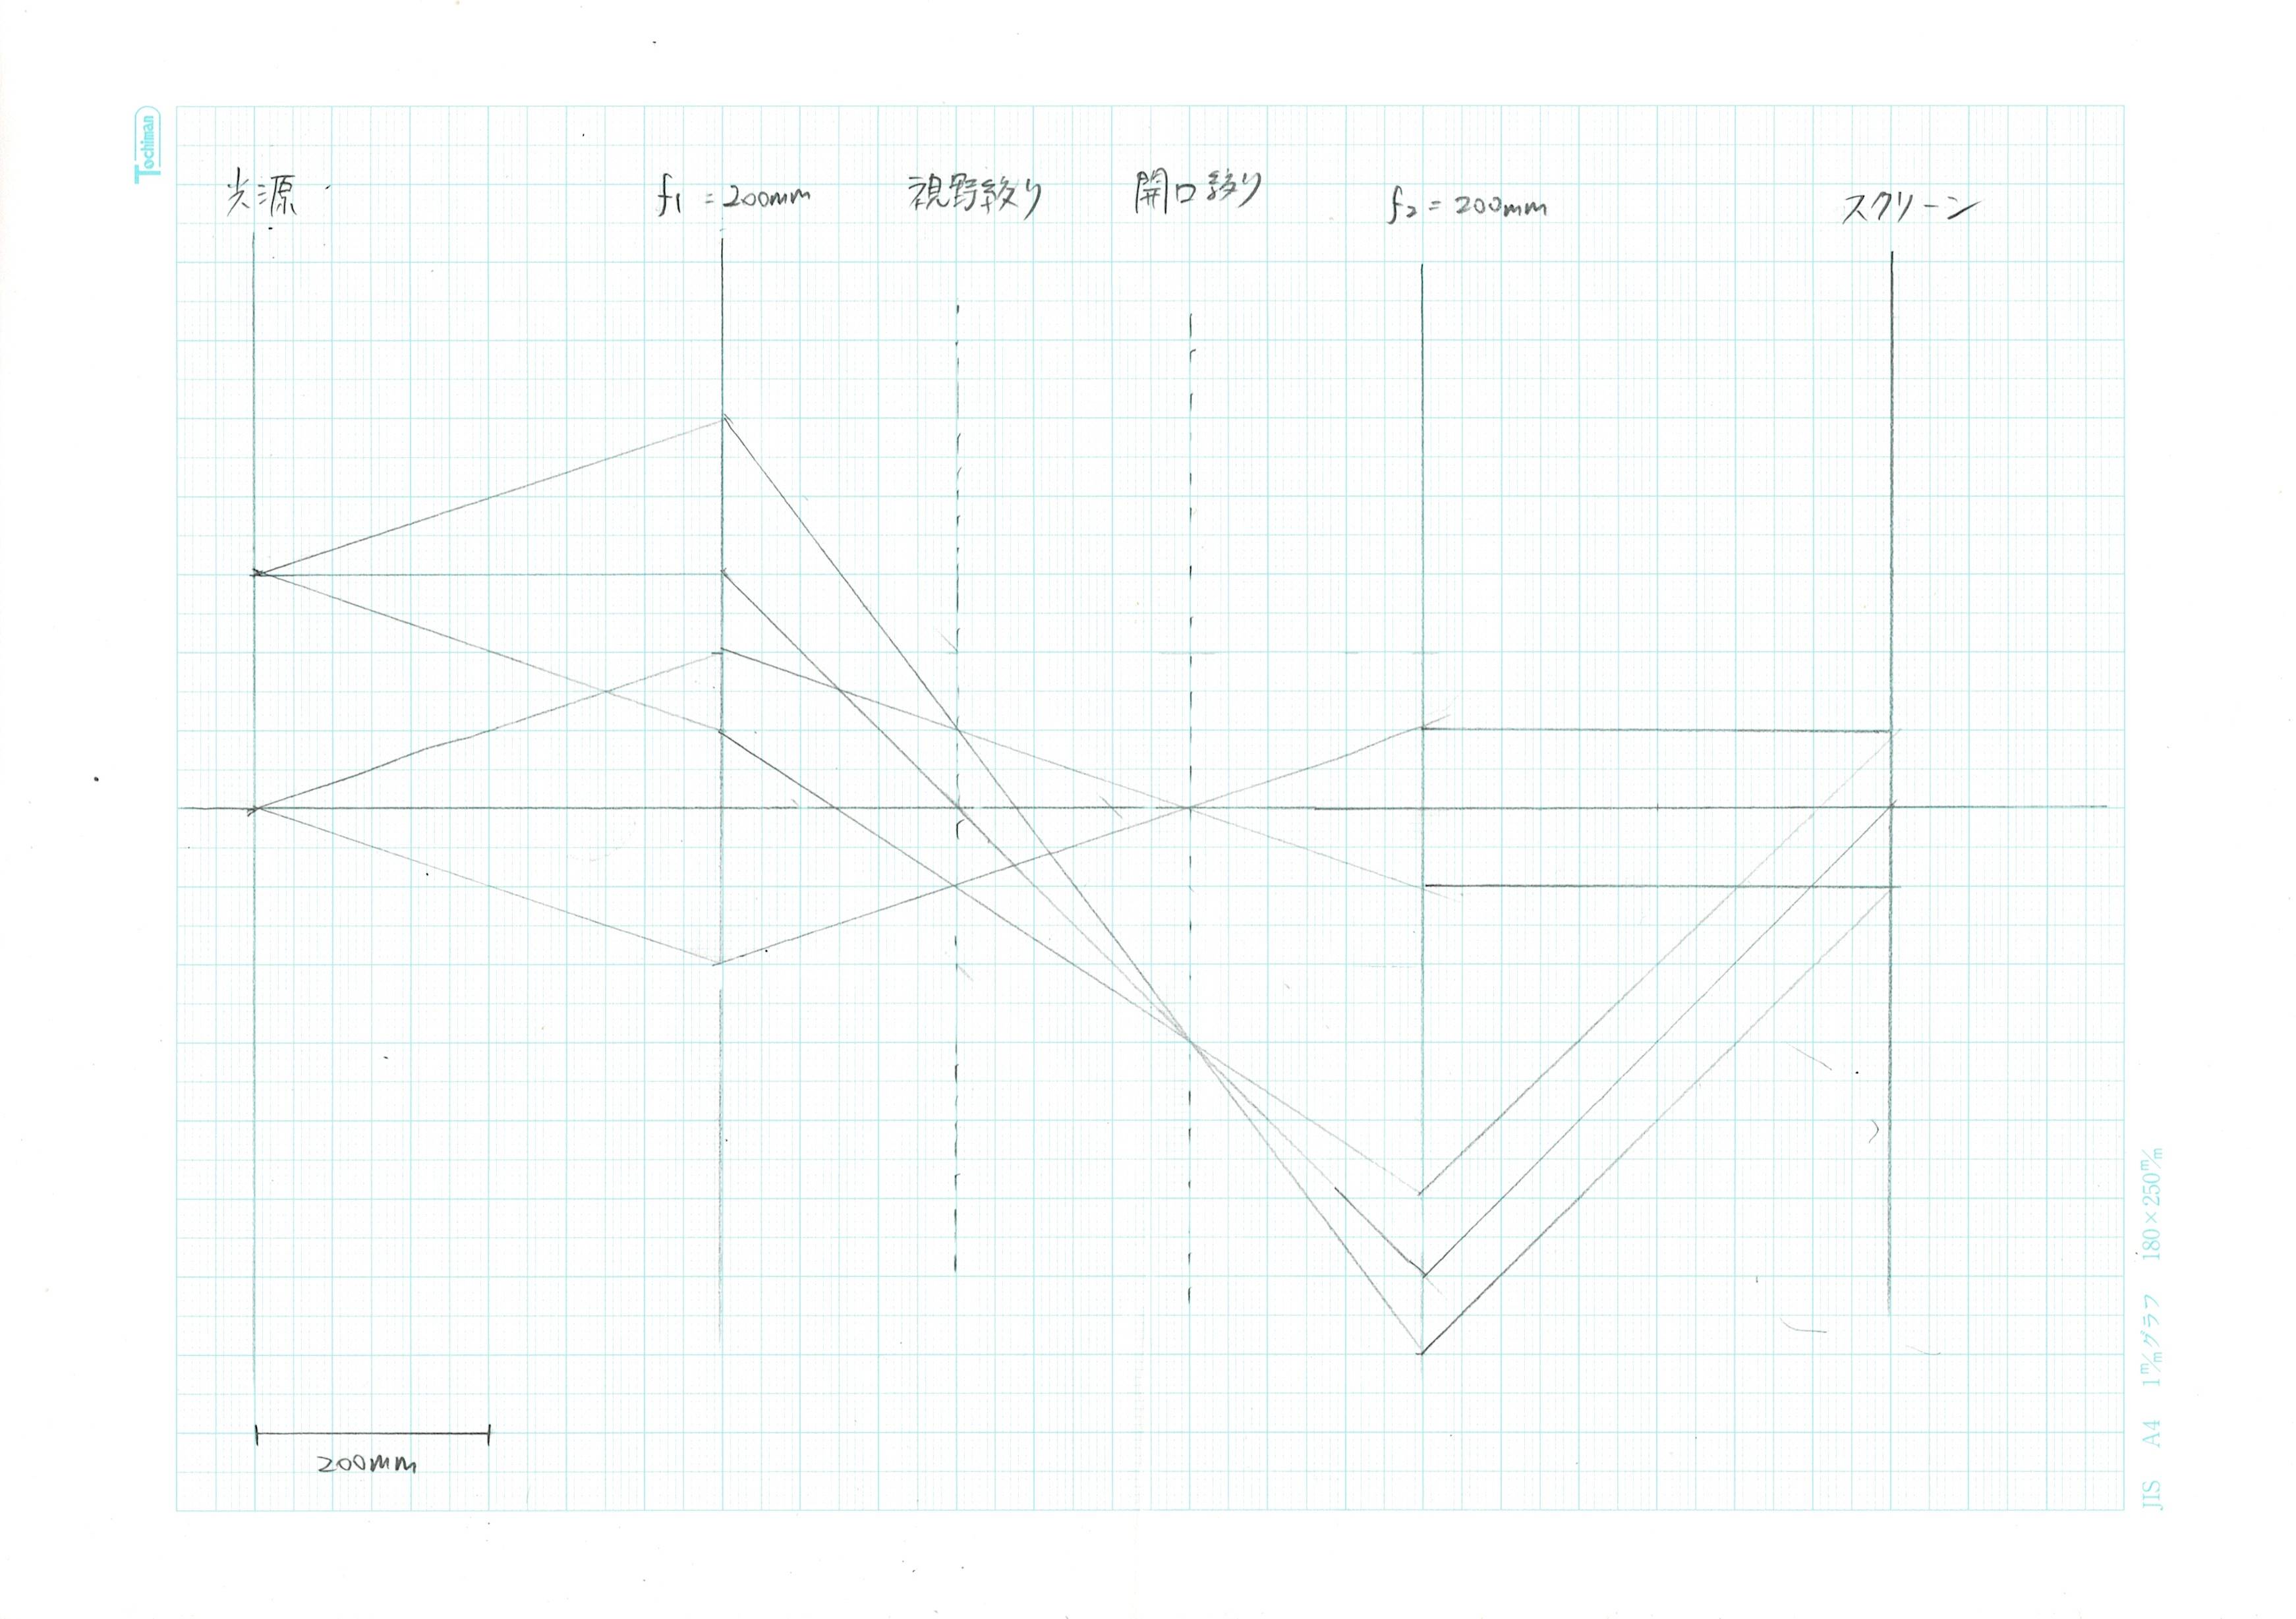 Tochiman
光源
f1 = 200mm
視野絞り
開口絞り
f2 = 200mm
スクリーン
200mm
JIS A4 1m/mグラフ 180×250m/m